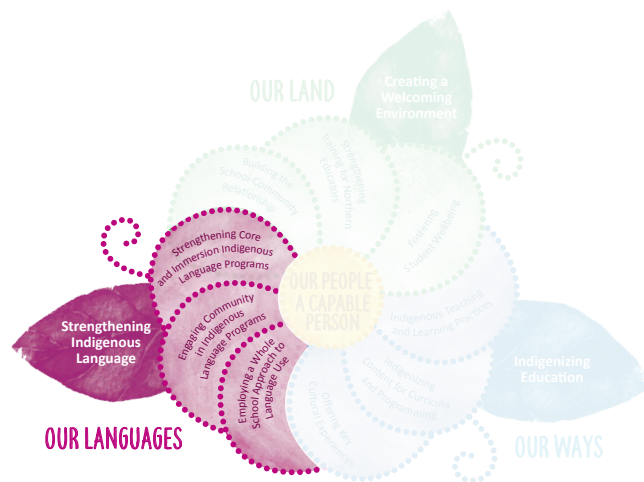 OUR LAND
Creating a
Welcoming
Environment
Building the
School-Community
Relationship
Strengthening
Training for Northern
Educators
Fostering
Student Wellbeing
Strengthening Core
and Immersion Indigenous
Language Programs
OUR PEOPLE
A CAPABLE
PERSON
Engaging Community
in Indigenous
Language Programs
Indigenous Teaching
and Learning Practices
Strengthening
Indigenous
Language
Employing a Whole
School Approach to
Language Use
Indigenizing
Content for Curricula
and Programming
Offering Key
Cultural Experiences
Indigenizing
Education
OUR LANGUAGES
OUR WAYS